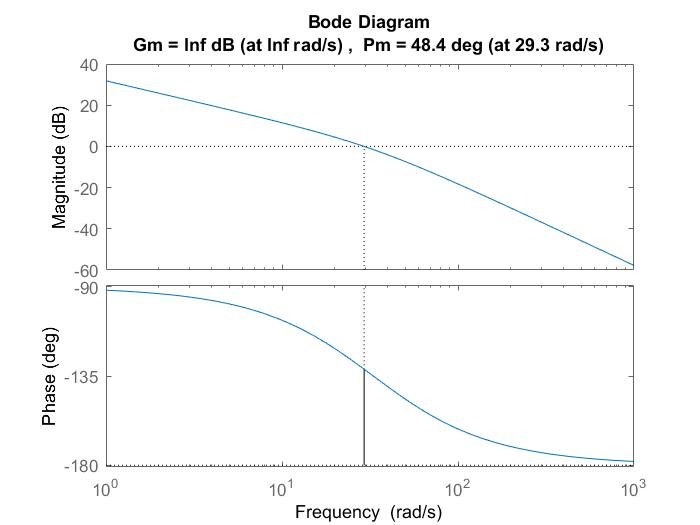 Bode Diagram
Gm = Inf dB (at Inf rad/s) , Pm = 48.4 deg (at 29.3 rad/s)
40
20
0
-20
-40
-60
Magnitude (dB)
-90
-135
-180
Phase (deg)
10^0
10^1
10^2
10^3
Frequency (rad/s)